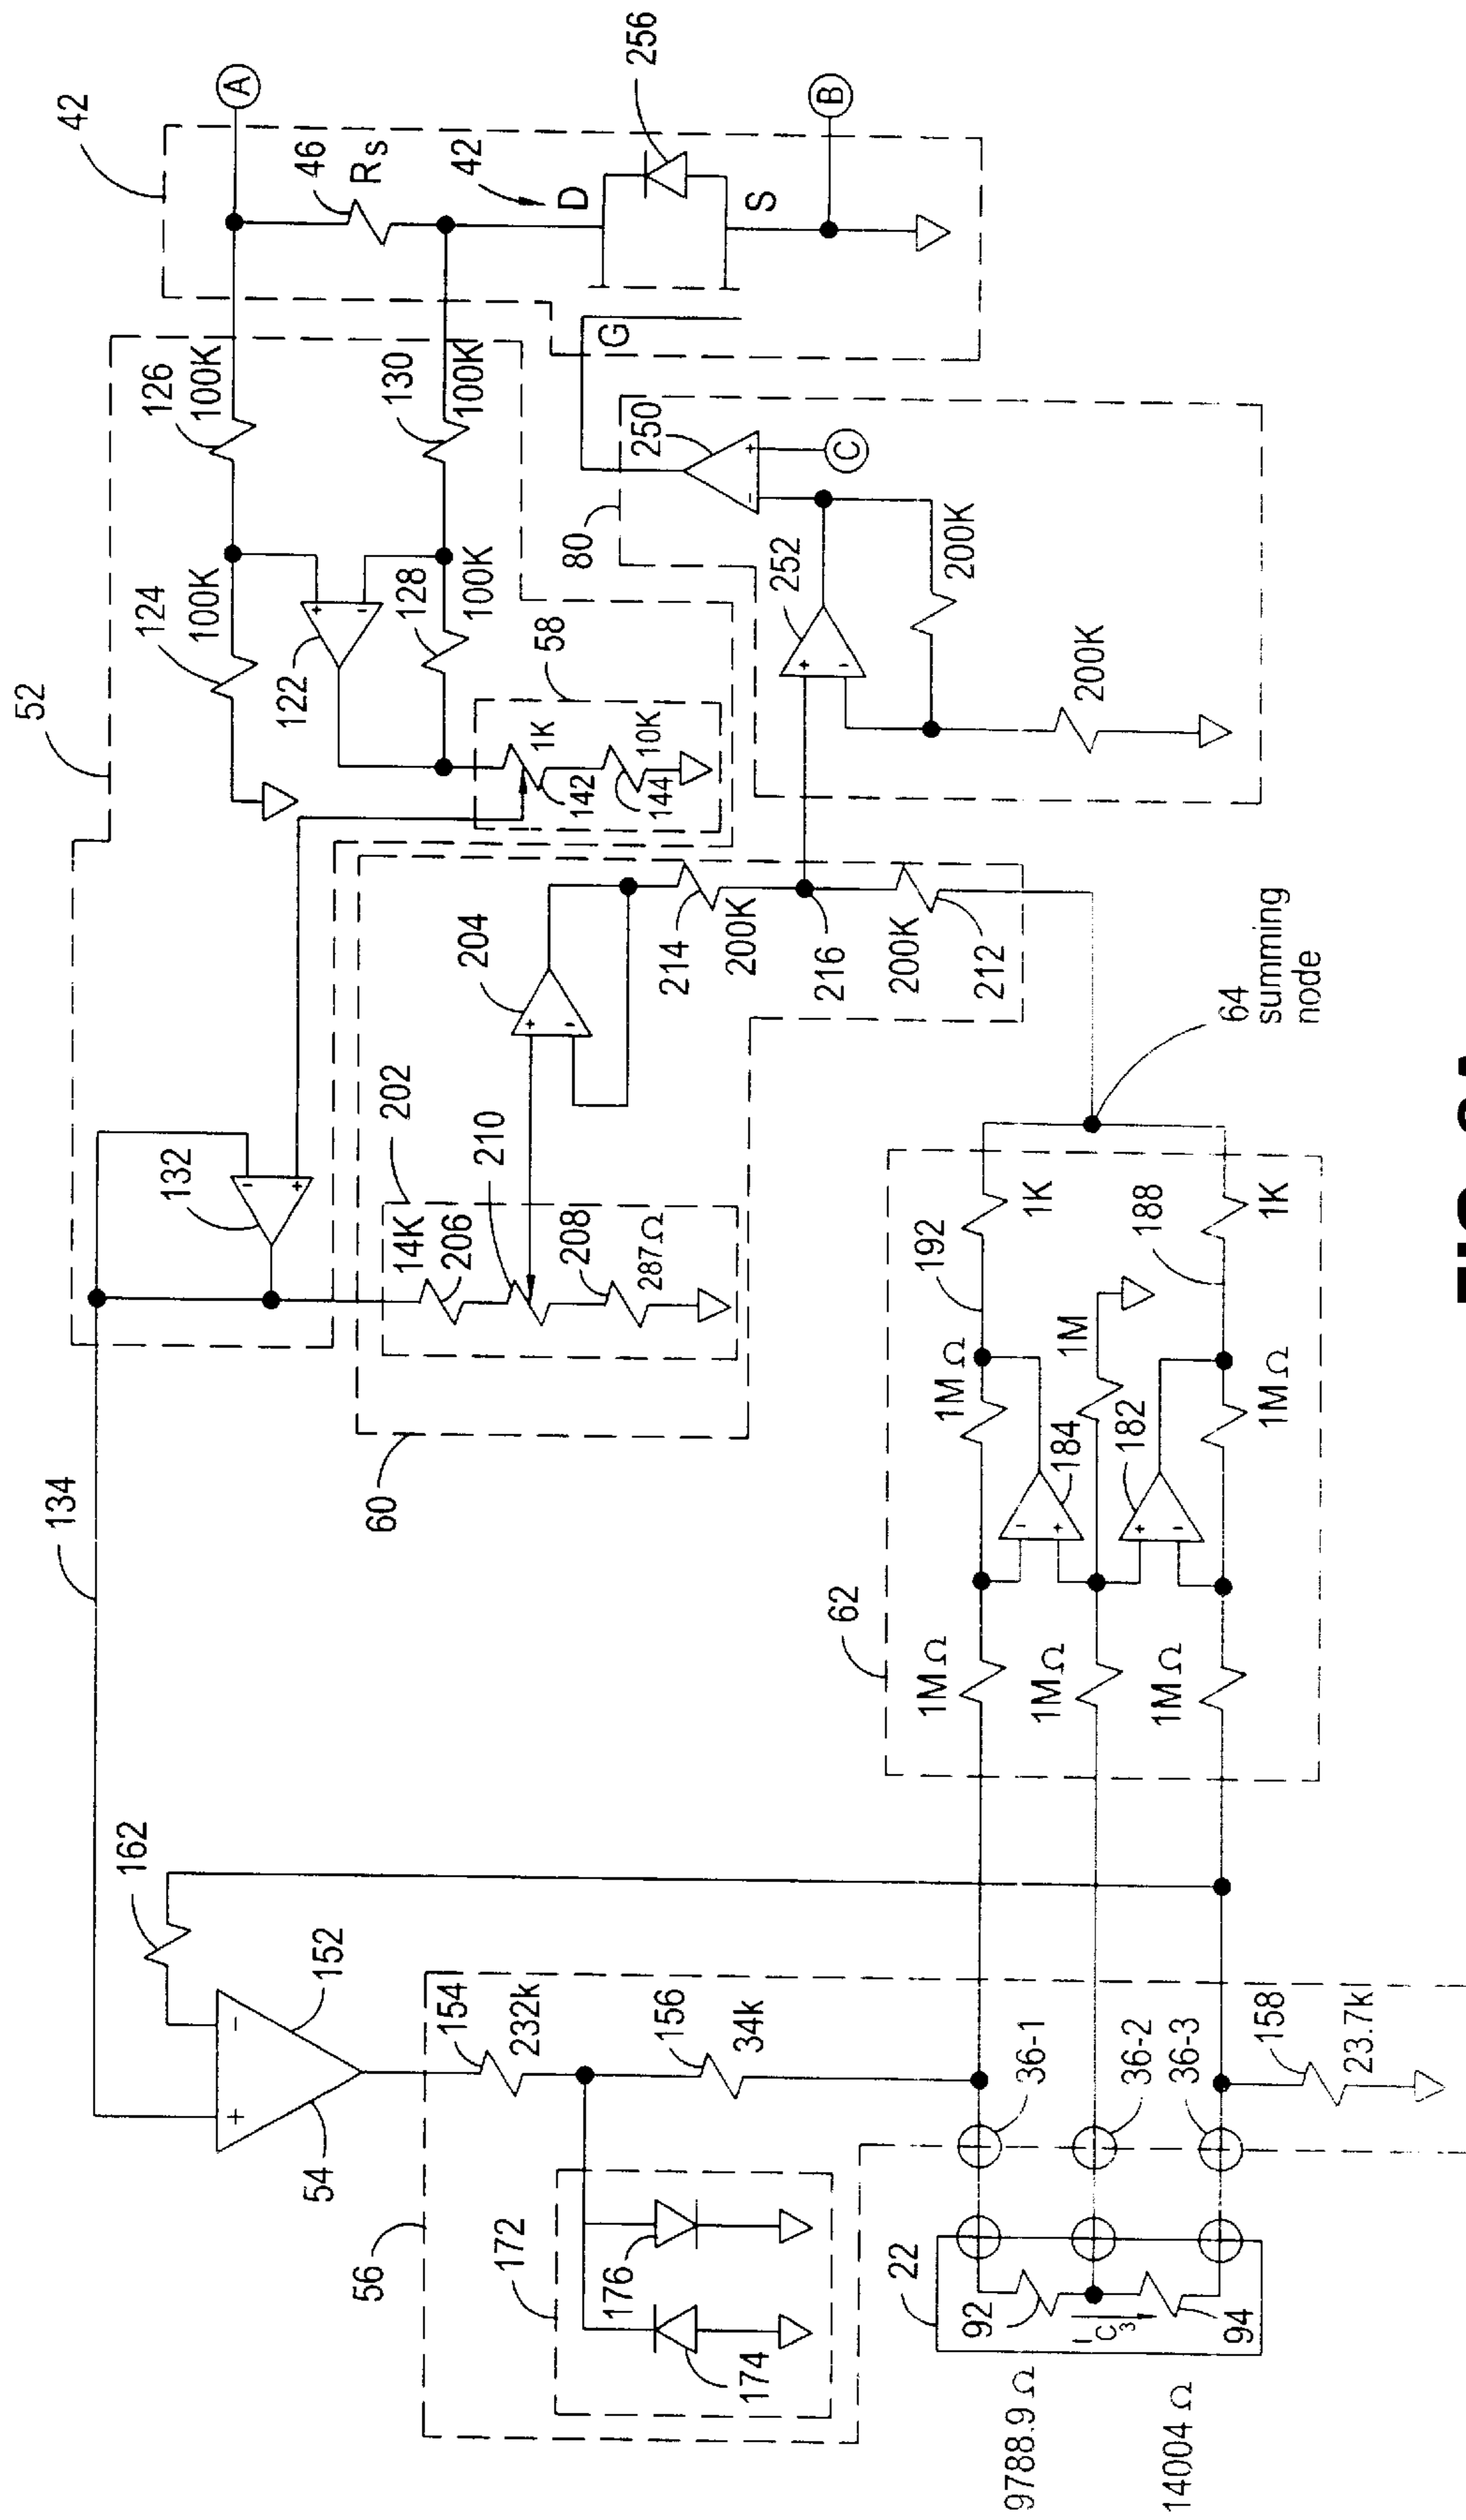 42
A
52
46
Rs
42
D
256
S
B
G
126
100K
130
100K
124
100K
122
128
100K
80
250
-
+
C
252
200K
200K
58
1K
142
10K
144
204
214
200K
216
200K
212
64
summing
node
132
202
14K
206
210
208
287Ω
60
134
62
192
1K
188
1K
1MΩ
1M
1MΩ
184
182
1MΩ
1MΩ
1MΩ
162
152
54
+
-
56
154
232k
156
34k
172
176
174
36-1
36-2
36-3
158
23.7k
22
92
94
9788.9Ω
14004Ω